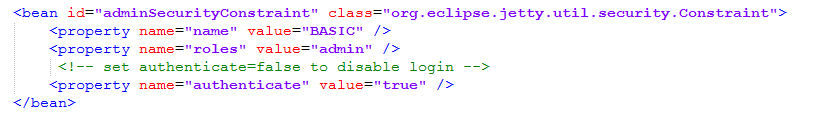 <bean id="adminSecurityConstraint" class="org.eclipse.jetty.util.security.Constraint">
<property name="name" value="BASIC" />
<property name="roles" value="admin" />
<!-- set authenticate=false to disable login -->
<property name="authenticate" value="true" />
</bean>